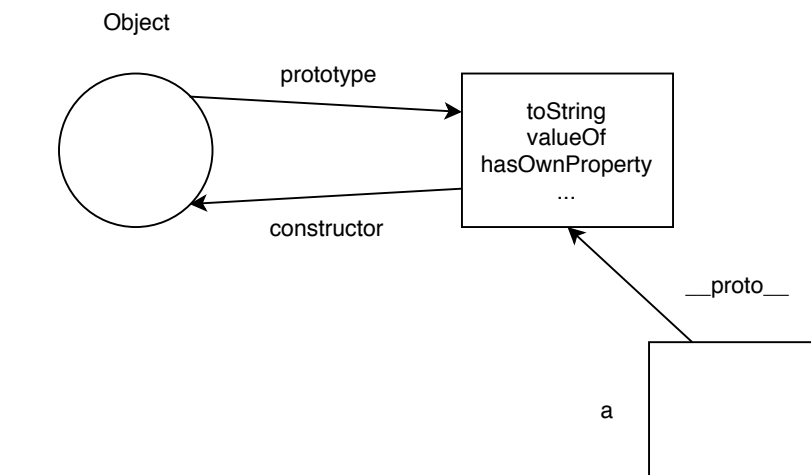 Object
prototype
toString
valueOf
hasOwnProperty
...
constructor
__proto__
a